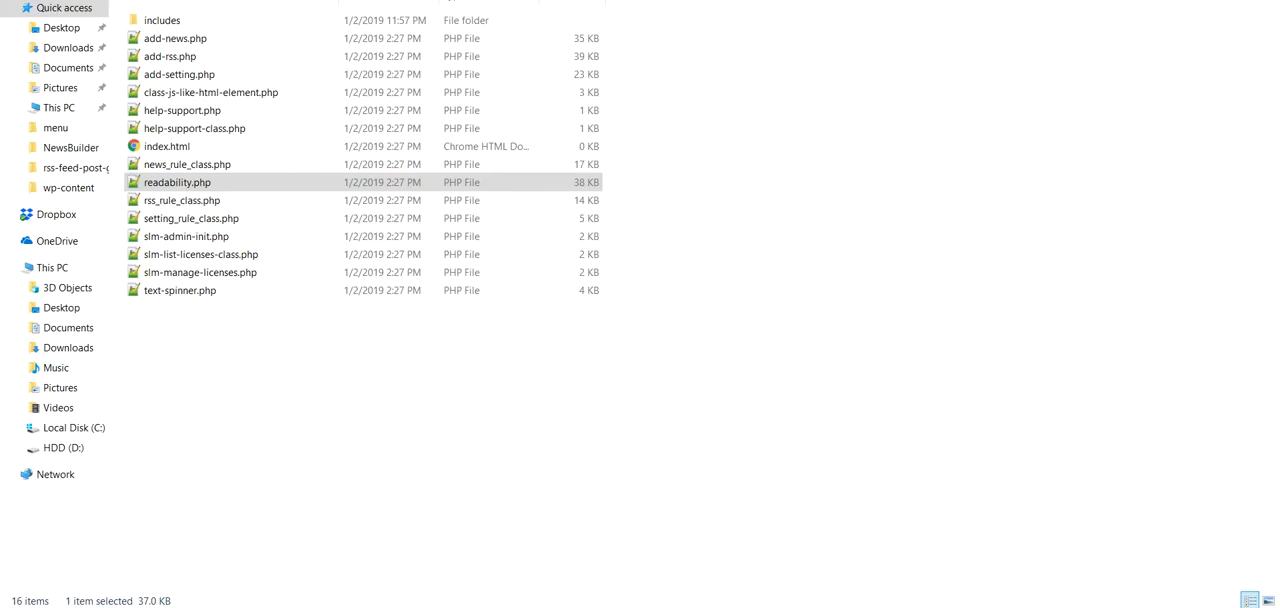 Quick access
Desktop
Downloads
Documents
Pictures
This PC
menu
NewsBuilder
rss-feed-post-g
wp-content
Dropbox
OneDrive
This PC
3D Objects
Desktop
Documents
Downloads
Music
Pictures
Videos
Local Disk (C:)
HDD (D:)
Network
includes 1/2/2019 11:57 PM File folder
add-news.php 1/2/2019 2:27 PM PHP File 35 KB
add-rss.php 1/2/2019 2:27 PM PHP File 39 KB
add-setting.php 1/2/2019 2:27 PM PHP File 23 KB
class-js-like-html-element.php 1/2/2019 2:27 PM PHP File 3 KB
help-support.php 1/2/2019 2:27 PM PHP File 1 KB
help-support-class.php 1/2/2019 2:27 PM PHP File 1 KB
index.html 1/2/2019 2:27 PM Chrome HTML Do... 0 KB
news_rule_class.php 1/2/2019 2:27 PM PHP File 17 KB
readability.php 1/2/2019 2:27 PM PHP File 38 KB
rss_rule_class.php 1/2/2019 2:27 PM PHP File 14 KB
setting_rule_class.php 1/2/2019 2:27 PM PHP File 5 KB
slm-admin-init.php 1/2/2019 2:27 PM PHP File 2 KB
slm-list-licenses-class.php 1/2/2019 2:27 PM PHP File 2 KB
slm-manage-licenses.php 1/2/2019 2:27 PM PHP File 2 KB
text-spinner.php 1/2/2019 2:27 PM PHP File 4 KB
16 items 1 item selected 37.0 KB